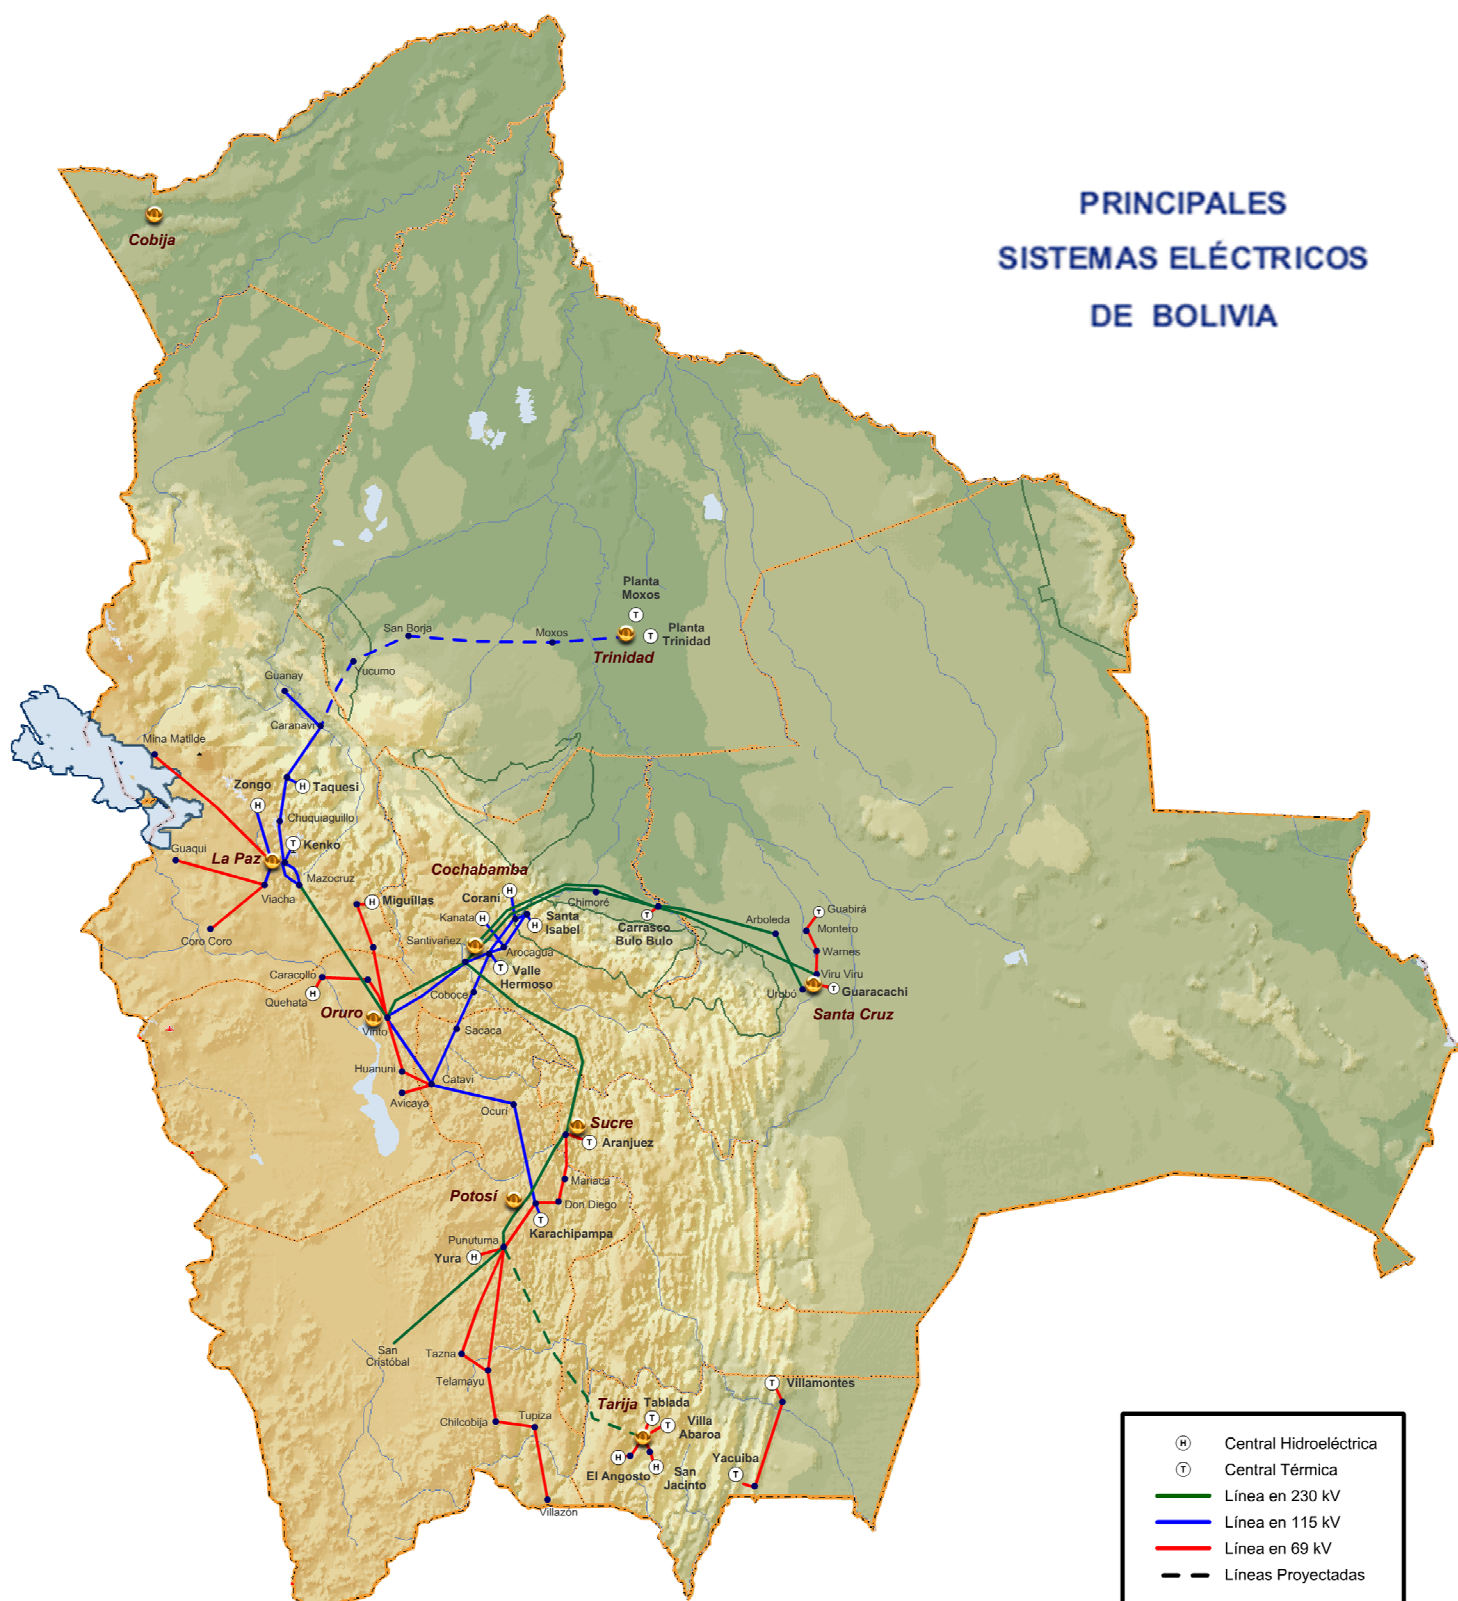 PRINCIPALES
SISTEMAS ELÉCTRICOS
DE BOLIVIA
Cobija
Planta
Moxos
T
San Borja
Moxos
T
Planta
Trinidad
Trinidad
Yucumo
Guanay
Caranavi
Mina Matilde
Zongo
H
H
Taquesi
Chuquiaguillo
T
Kenko
Guaqui
La Paz
Mazocruz
Viacha
Cochabamba
Corani
H
Miguillas
H
Kanata
H
Santa
Isabel
H
Chimoré
T
Carrasco
Bulo Bulo
Arboleda
T
Guabirá
Montero
Coro Coro
Santivañez
Arocagua
Warnes
Caracollo
Valle
Hermoso
T
Viru Viru
Quehata
H
Coboce
Urubó
T
Guaracachi
Oruro
Vinto
Santa Cruz
Sacaca
Huanuni
Catavi
Avicaya
Ocurí
Sucre
T
Aranjuez
Mariaca
Potosí
Don Diego
T
Karachipampa
Punutuma
Yura
H
San
Cristóbal
Tazna
Telamayu
Villamontes
T
Tarija
Tablada
T
Villa
Abaroa
T
Chilcobija
Tupiza
El Angosto
H
San
Jacinto
H
Yacuiba
T
Villazón
H
Central Hidroeléctrica
T
Central Térmica
Línea en 230 kV
Línea en 115 kV
Línea en 69 kV
Líneas Proyectadas